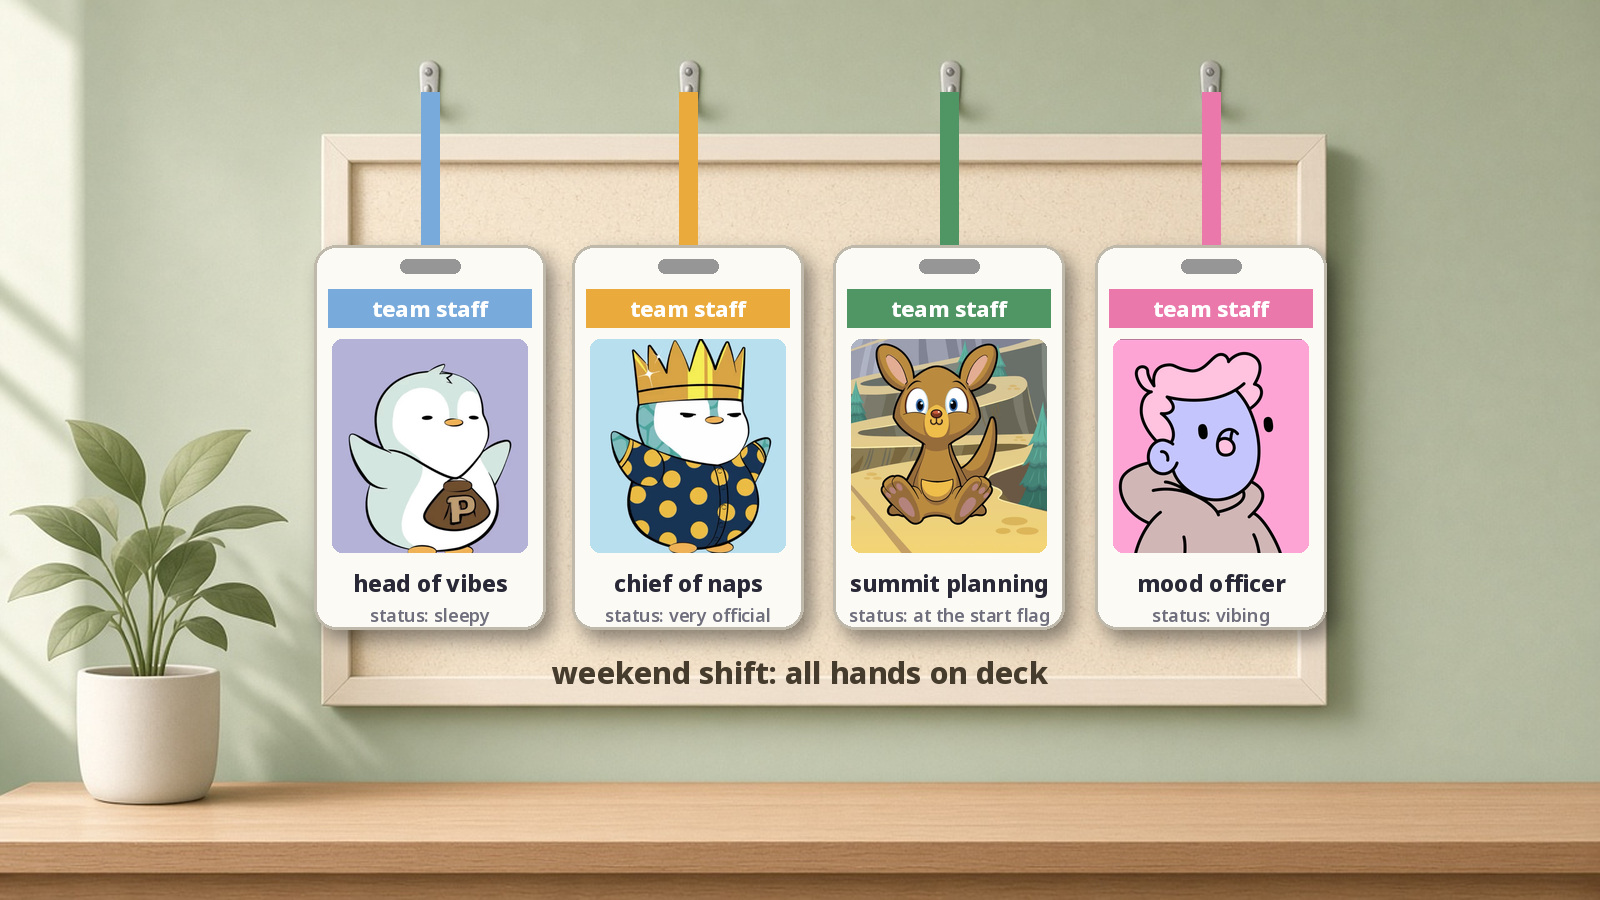 team staff
team staff
team staff
team staff
P
head of vibes
chief of naps
summit planning
mood officer
status: sleepy
status: very official
status: at the start flag
status: vibing
weekend shift: all hands on deck